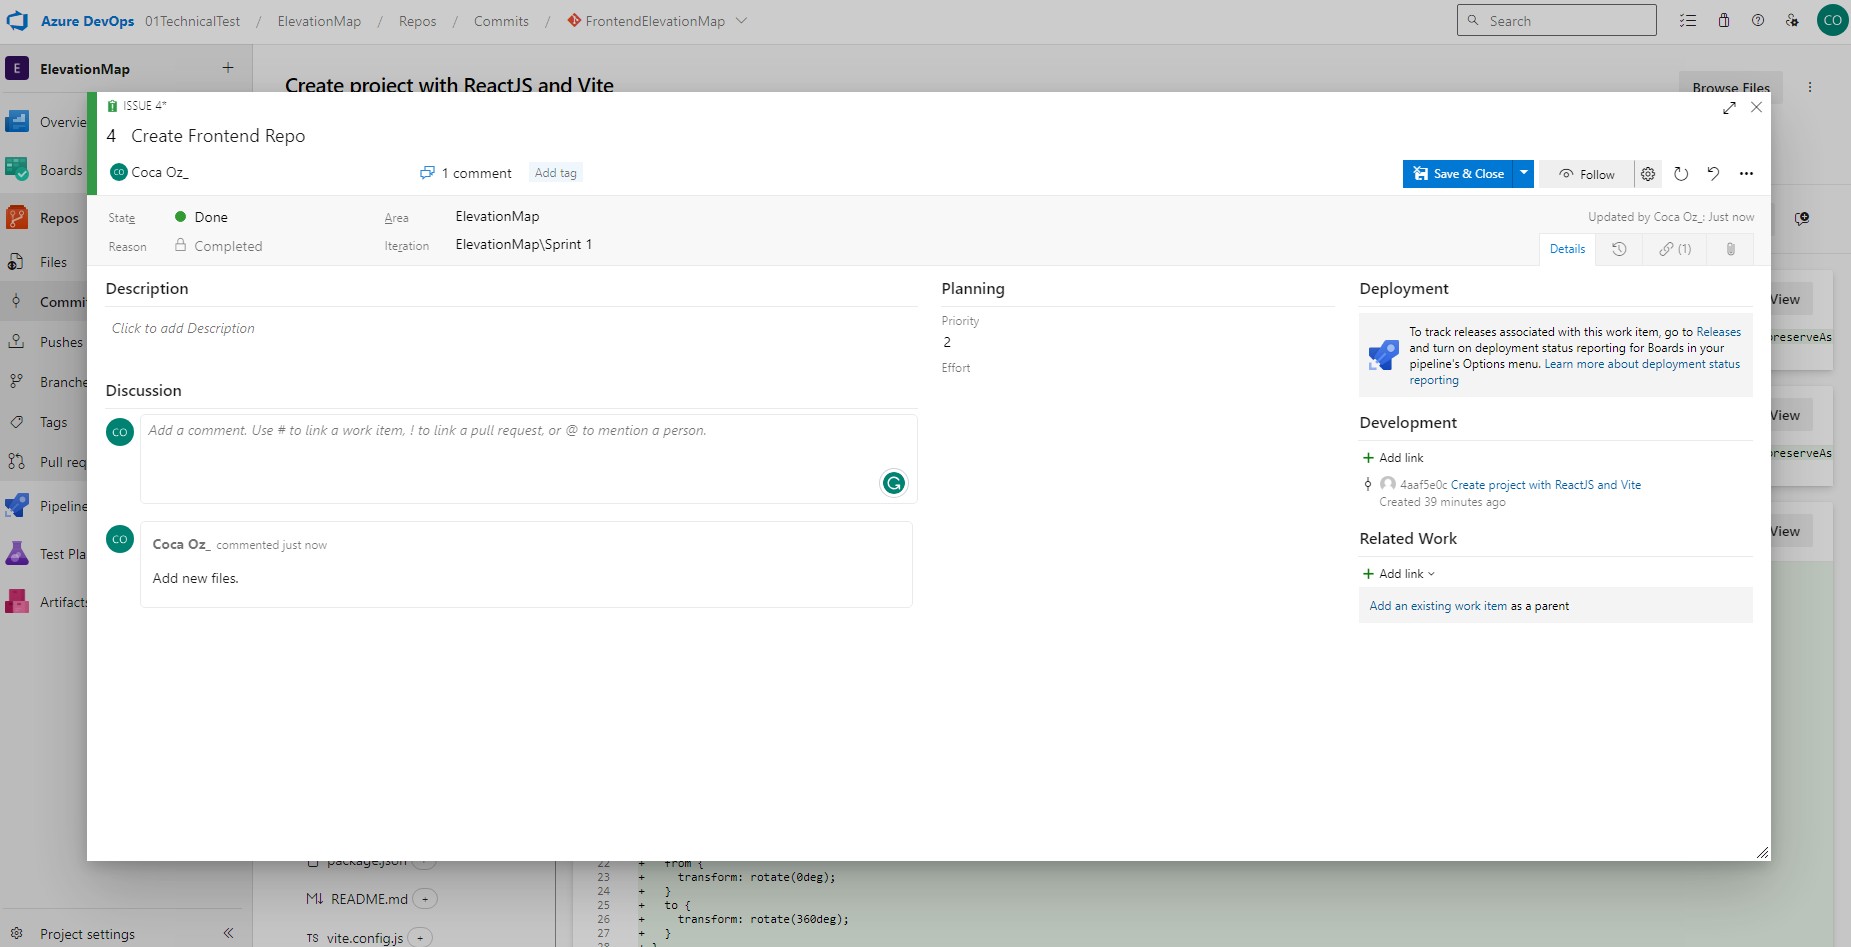 Azure DevOps 01TechnicalTest / ElevationMap / Repos / Commits / FrontendElevationMap
Search
CO
E ElevationMap +
Create project with ReactJS and Vite
Browse Files
ISSUE 4*
4 Create Frontend Repo
CO Coca Oz_
1 comment
Add tag
Save & Close
Follow
State
Done
Area
ElevationMap
Updated by Coca Oz_: Just now
Reason
Completed
Iteration
ElevationMap\Sprint 1
Details
(1)
Overvie
Boards
Repos
Files
Commi
Pushes
Branche
Tags
Pull req
Pipeline
Test Pla
Artifacts
Project settings
Description
Click to add Description
Discussion
CO
Add a comment. Use # to link a work item, ! to link a pull request, or @ to mention a person.
CO
Coca Oz_ commented just now
Add new files.
Planning
Priority
2
Effort
Deployment
To track releases associated with this work item, go to Releases
and turn on deployment status reporting for Boards in your
pipeline's Options menu. Learn more about deployment status
reporting
Development
+ Add link
4aaf5e0c Create project with ReactJS and Vite
Created 39 minutes ago
Related Work
+ Add link
Add an existing work item as a parent
View
preserveAs
View
preserveAs
View
package.json
M↓ README.md +
TS vite.config.js +
22 + from {
23 + transform: rotate(0deg);
24 + }
25 + to {
26 + transform: rotate(360deg);
27 + }
28 + }